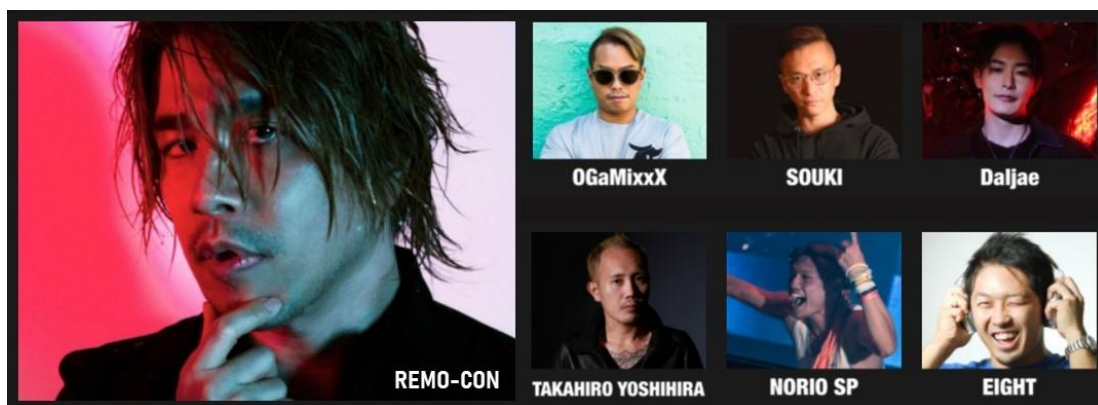 REMO-CON
OGaMixxX
SOUKI
Daljae
TAKAHIRO YOSHIHIRA
NORIO SP
EIGHT